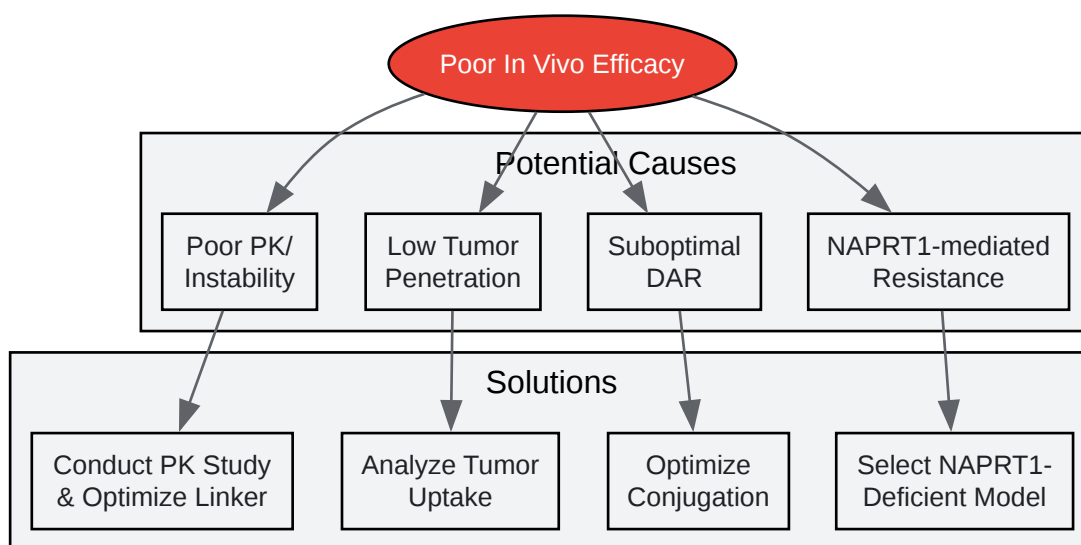 Poor In Vivo Efficacy
Potential Causes
Poor PK/
Instability
Low Tumor
Penetration
Suboptimal
DAR
NAPRT1-mediated
Resistance
Solutions
Conduct PK Study
& Optimize Linker
Analyze Tumor
Uptake
Optimize
Conjugation
Select NAPRT1-
Deficient Model